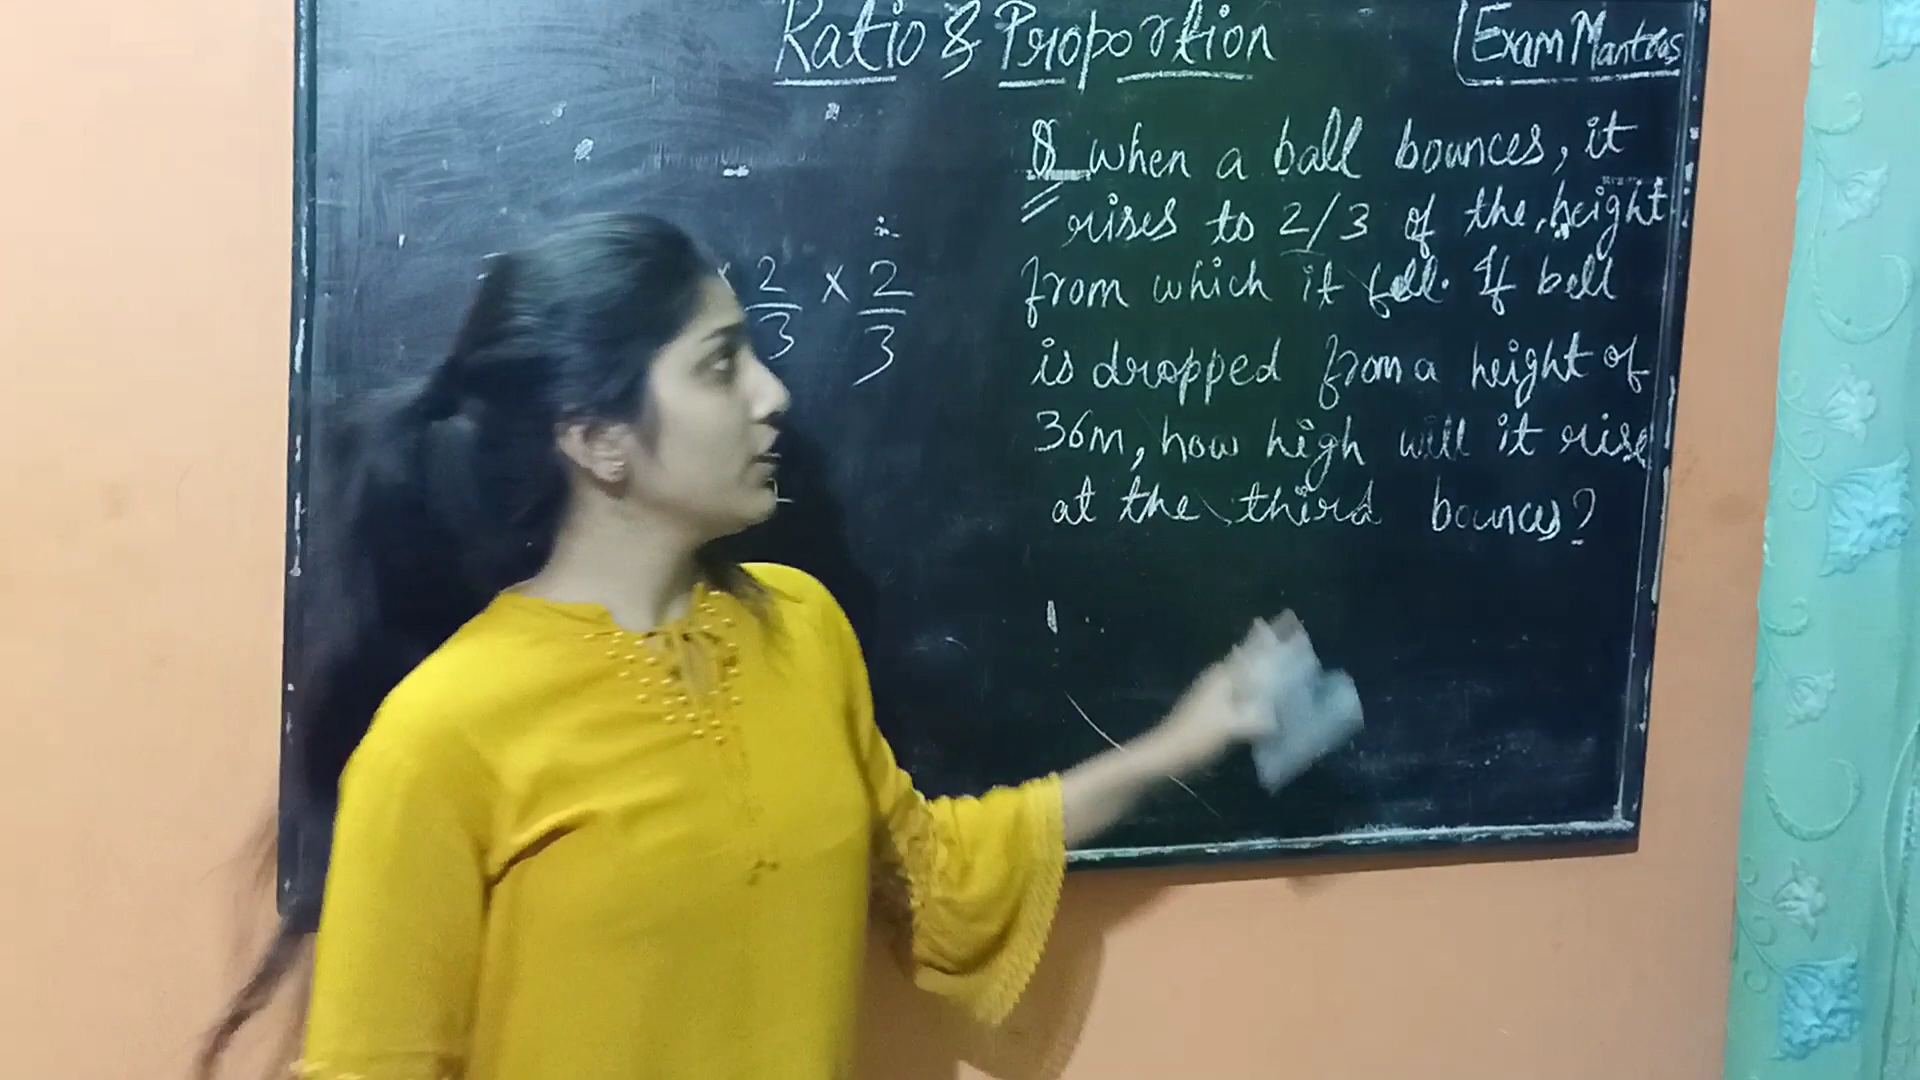 Ratio & Proportion
Exam Mantras
Q when a ball bounces, it
rises to 2/3 of the height
from which it fell. If ball
is dropped from a height of
36m, how high will it rise
at the third bounces?
2/3 × 2/3